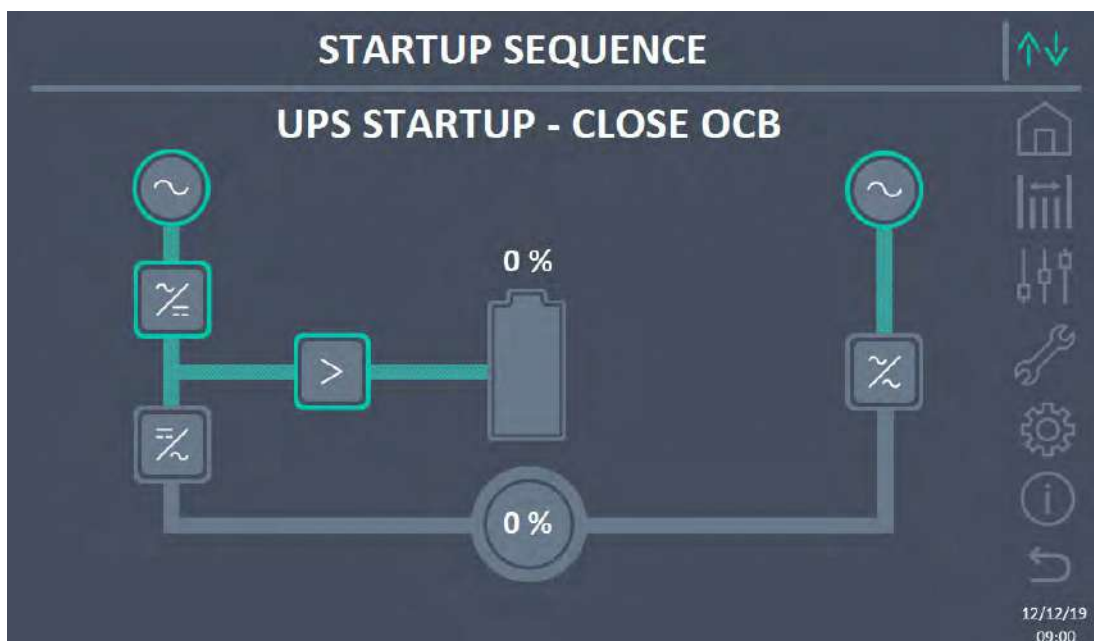 STARTUP SEQUENCE
UPS STARTUP - CLOSE OCB
0 %
0 %
12/12/19
09:00